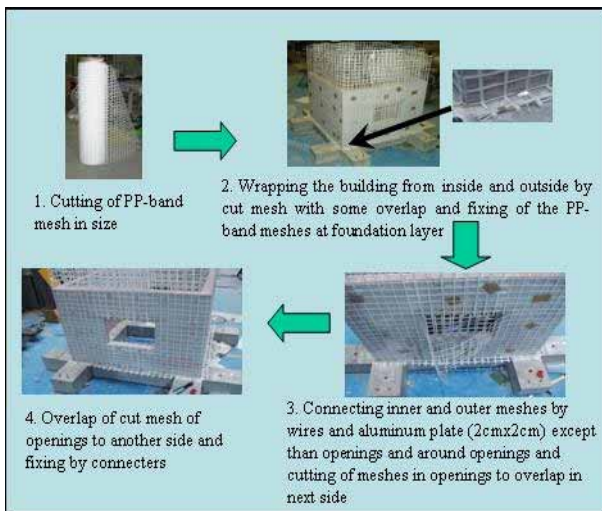 1. Cutting of PP-band
mesh in size
2. Wrapping the building from inside and outside by
cut mesh with some overlap and fixing of the PP-
band meshes at foundation layer
3. Connecting inner and outer meshes by
wires and aluminum plate (2cmx2cm) except
than openings and around openings and
cutting of meshes in openings to overlap in
next side
4. Overlap of cut mesh of
openings to another side and
fixing by connecters